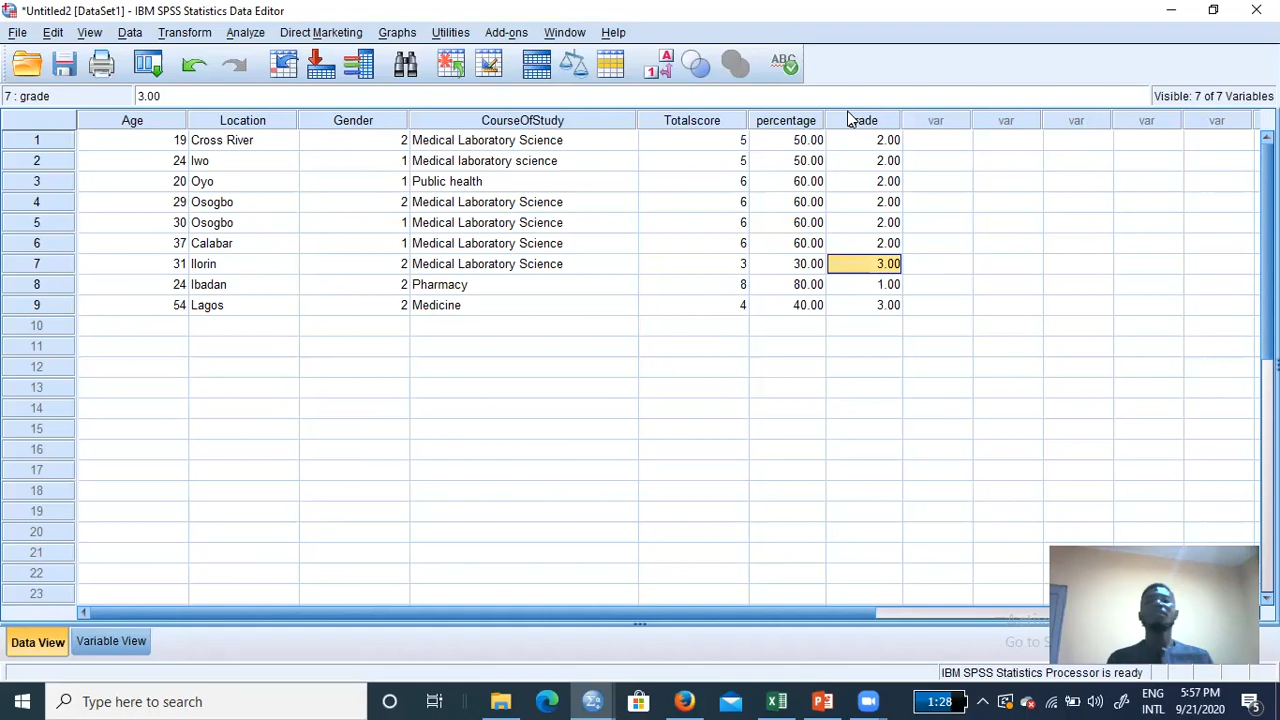 *Untitled2 [DataSet1] - IBM SPSS Statistics Data Editor
File Edit View Data Transform Analyze Direct Marketing Graphs Utilities Add-ons Window Help
7 : grade 3.00 Visible: 7 of 7 Variables
Age Location Gender CourseOfStudy Totalscore percentage var var var var var
1 19 Cross River 2 Medical Laboratory Science 5 50.00 2.00
2 24 Iwo 1 Medical laboratory science 5 50.00 2.00
3 20 Oyo 1 Public health 6 60.00 2.00
4 29 Osogbo 2 Medical Laboratory Science 6 60.00 2.00
5 30 Osogbo 1 Medical Laboratory Science 6 60.00 2.00
6 37 Calabar 1 Medical Laboratory Science 6 60.00 2.00
7 31 Ilorin 2 Medical Laboratory Science 3 30.00 3.00
8 24 Ibadan 2 Pharmacy 8 80.00 1.00
9 54 Lagos 2 Medicine 4 40.00 3.00
10
11
12
13
14
15
16
17
18
19
20
21
22
23
Go to
Data View Variable View
IBM SPSS Statistics Processor is ready
Type here to search
1:28
ENG
INTL
5:57 PM
9/21/2020
5